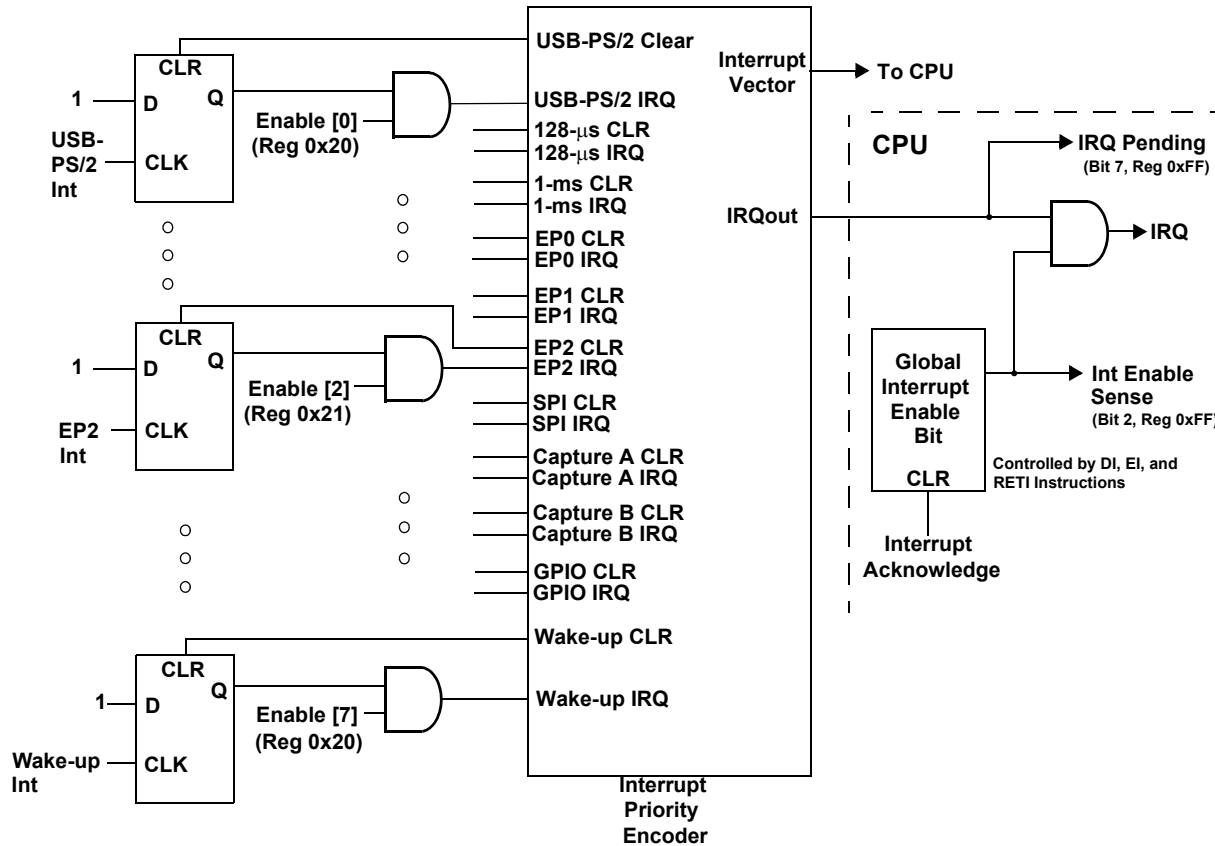 CLR
Q
1
D
USB-
PS/2
Int
CLK
Enable [0]
(Reg 0x20)
CLR
Q
1
D
EP2
Int
CLK
Enable [2]
(Reg 0x21)
CLR
Q
1
D
Wake-up
Int
CLK
Enable [7]
(Reg 0x20)
USB-PS/2 Clear
USB-PS/2 IRQ
128-μs CLR
128-μs IRQ
1-ms CLR
1-ms IRQ
EP0 CLR
EP0 IRQ
EP1 CLR
EP1 IRQ
EP2 CLR
EP2 IRQ
SPI CLR
SPI IRQ
Capture A CLR
Capture A IRQ
Capture B CLR
Capture B IRQ
GPIO CLR
GPIO IRQ
Wake-up CLR
Wake-up IRQ
Interrupt
Vector
IRQout
Interrupt
Priority
Encoder
To CPU
CPU
IRQ Pending
(Bit 7, Reg 0xFF)
IRQ
Global
Interrupt
Enable
Bit
CLR
Int Enable
Sense
(Bit 2, Reg 0xFF)
Controlled by DI, EI, and
RETI Instructions
Interrupt
Acknowledge